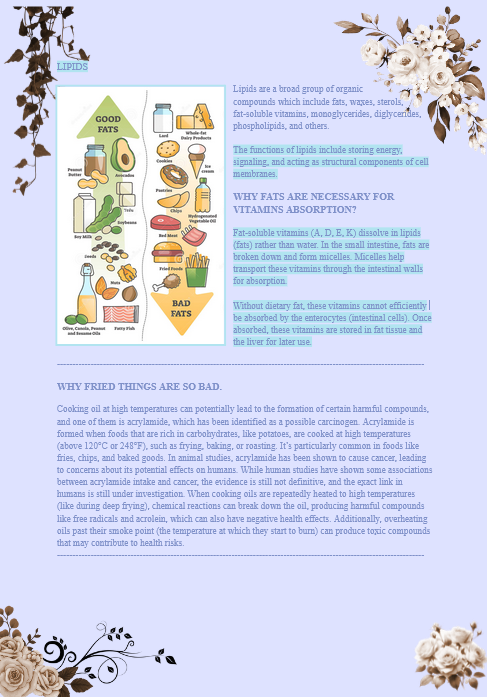 LIPIDS
GOOD
FATS
Peanut
Butter
Avocados
Tofu
Soy Milk
Soybeans
Seeds
Nuts
Olive, Canola, Peanut
and Sesame Oils
Fatty Fish
Lard
Whole-fat
Dairy Products
Cookies
Ice
cream
Pastries
Chips
Hydrogenated
Vegetable Oil
Red Meat
Fried Foods
BAD
FATS
Lipids are a broad group of organic
compounds which include fats, waxes, sterols,
fat-soluble vitamins, monoglycerides, diglycerides,
phospholipids, and others.
The functions of lipids include storing energy,
signaling, and acting as structural components of cell
membranes.
WHY FATS ARE NECESSARY FOR
VITAMINS ABSORPTION?
Fat-soluble vitamins (A, D, E, K) dissolve in lipids
(fats) rather than water. In the small intestine, fats are
broken down and form micelles. Micelles help
transport these vitamins through the intestinal walls
for absorption.
Without dietary fat, these vitamins cannot efficiently
be absorbed by the enterocytes (intestinal cells). Once
absorbed, these vitamins are stored in fat tissue and
the liver for later use.
WHY FRIED THINGS ARE SO BAD.
Cooking oil at high temperatures can potentially lead to the formation of certain harmful compounds,
and one of them is acrylamide, which has been identified as a possible carcinogen. Acrylamide is
formed when foods that are rich in carbohydrates, like potatoes, are cooked at high temperatures
(above 120°C or 248°F), such as frying, baking, or roasting. It's particularly common in foods like
fries, chips, and baked goods. In animal studies, acrylamide has been shown to cause cancer, leading
to concerns about its potential effects on humans. While human studies have shown some associations
between acrylamide intake and cancer, the evidence is still not definitive, and the exact link in
humans is still under investigation. When cooking oils are repeatedly heated to high temperatures
(like during deep frying), chemical reactions can break down the oil, producing harmful compounds
like free radicals and acrolein, which can also have negative health effects. Additionally, overheating
oils past their smoke point (the temperature at which they start to burn) can produce toxic compounds
that may contribute to health risks.